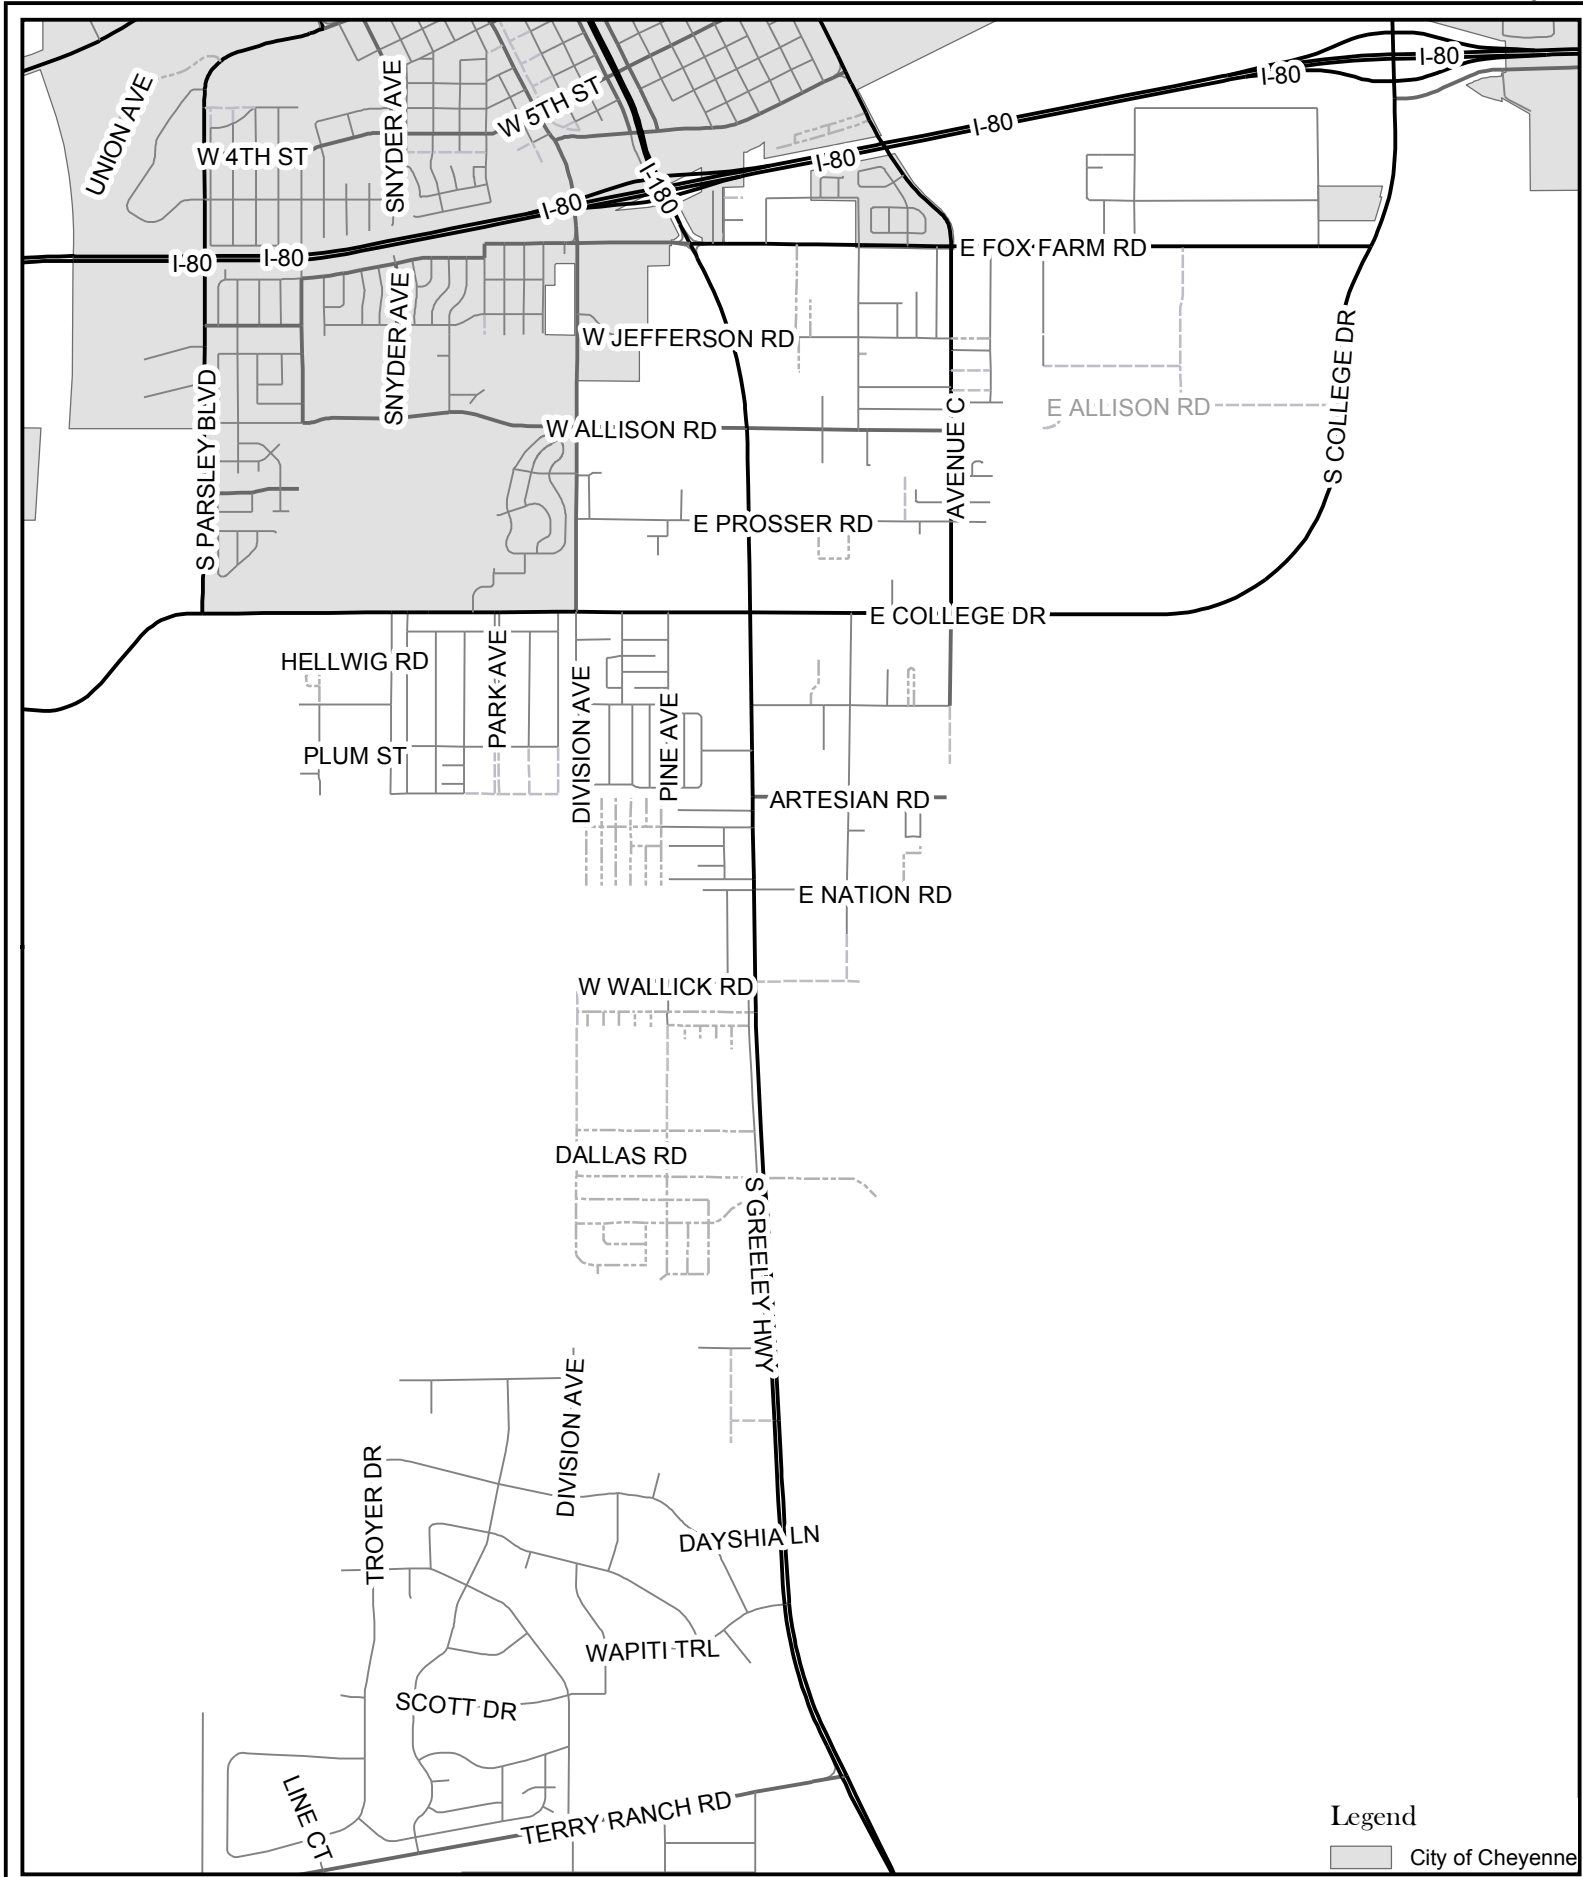 I-80
I-80
UNION AVE
SNYDER AVE
W 5TH ST
I-80
W 4TH ST
I-80
I-180
I-80
E FOX FARM RD
I-80
I-80
SNYDER AVE
W JEFFERSON RD
S COLLEGE DR
S PARSLEY BLVD
W ALLISON RD
AVENUE C
E ALLISON RD
E PROSSER RD
E COLLEGE DR
HELLWIG RD
PARK AVE
DIVISION AVE
PINE AVE
PLUM ST
ARTESIAN RD
E NATION RD
W WALLICK RD
DALLAS RD
S GREELEY HWY
DIVISION AVE
TROYER DR
DAYSHIA LN
WAPITI TRL
SCOTT DR
LINE CT
TERRY RANCH RD
Legend
City of Cheyenne